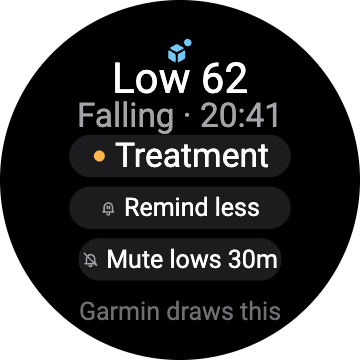 Low 62
Falling · 20:41
Treatment
Remind less
Mute lows 30m
Garmin draws this